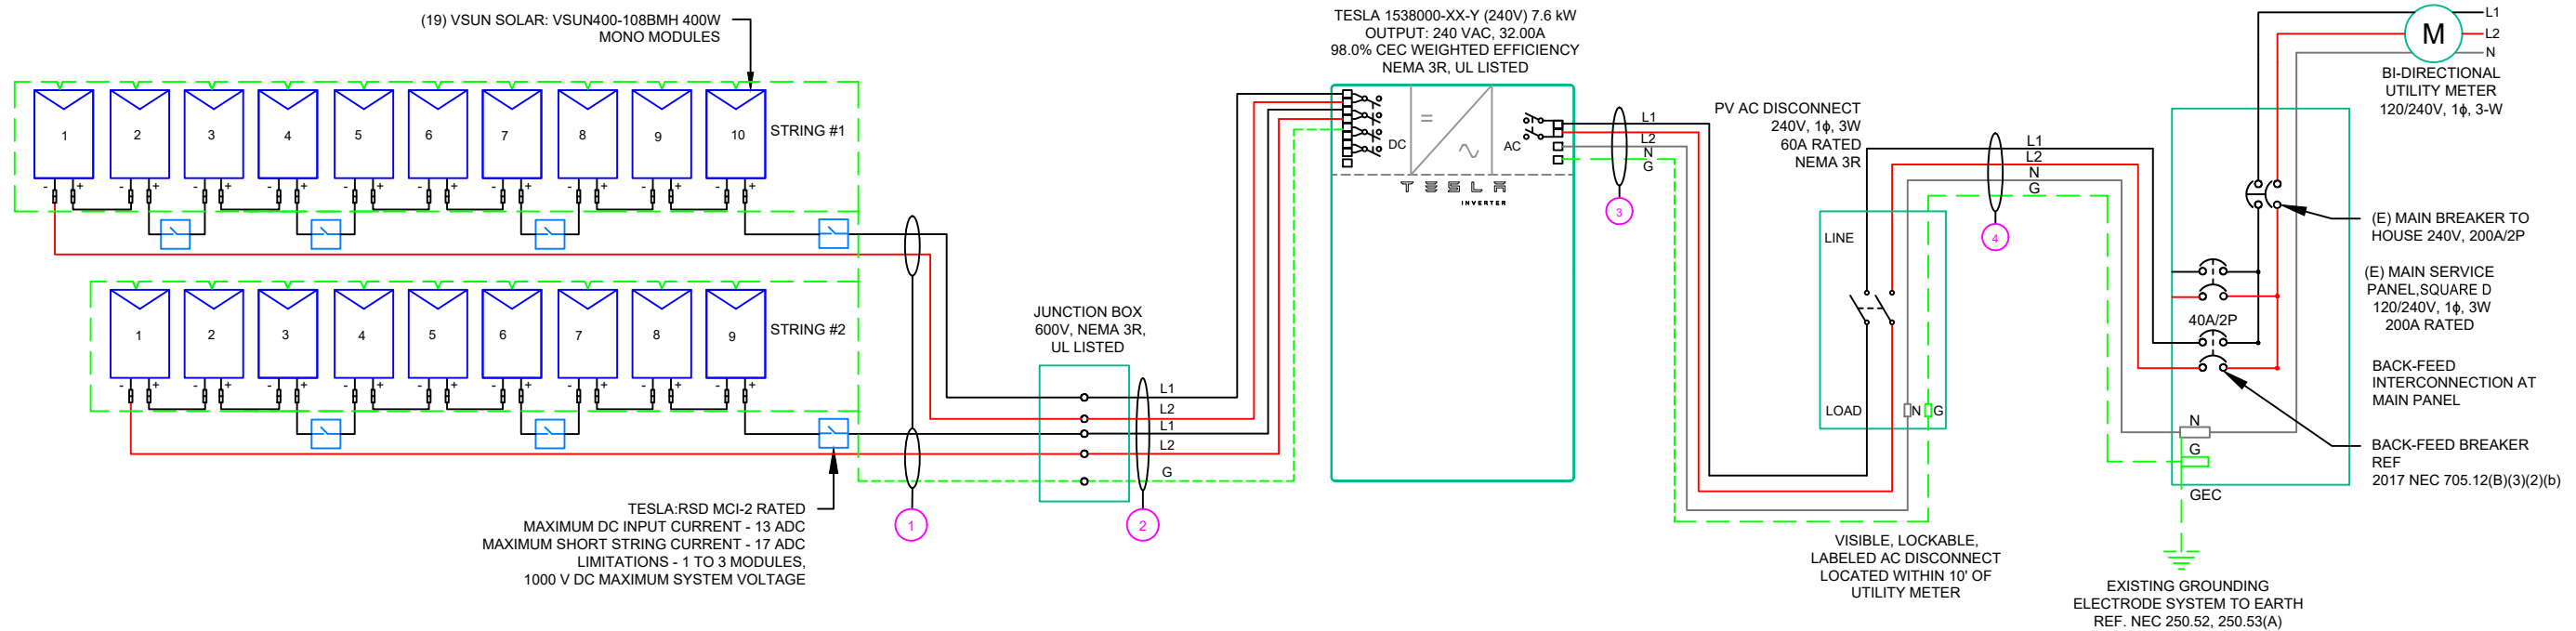 (19) VSUN SOLAR: VSUN400-108BMH 400W
MONO MODULES
1 2 3 4 5 6 7 8 9 10
STRING #1
- + - + - + - + - + - + - + - + - + - +
1 2 3 4 5 6 7 8 9
STRING #2
- + - + - + - + - + - + - + - + - +
TESLA:RSD MCI-2 RATED
MAXIMUM DC INPUT CURRENT - 13 ADC
MAXIMUM SHORT STRING CURRENT - 17 ADC
LIMITATIONS - 1 TO 3 MODULES,
1000 V DC MAXIMUM SYSTEM VOLTAGE
1
JUNCTION BOX
600V, NEMA 3R,
UL LISTED
L1
L2
L1
L2
G
2
TESLA 1538000-XX-Y (240V) 7.6 kW
OUTPUT: 240 VAC, 32.00A
98.0% CEC WEIGHTED EFFICIENCY
NEMA 3R, UL LISTED
DC
AC
TESLA
INVERTER
L1
L2
N
G
3
PV AC DISCONNECT
240V, 1ϕ, 3W
60A RATED
NEMA 3R
LINE
LOAD
N G
VISIBLE, LOCKABLE,
LABELED AC DISCONNECT
LOCATED WITHIN 10' OF
UTILITY METER
L1
L2
N
G
4
M
L1
L2
N
BI-DIRECTIONAL
UTILITY METER
120/240V, 1ϕ, 3-W
(E) MAIN BREAKER TO
HOUSE 240V, 200A/2P
(E) MAIN SERVICE
PANEL,SQUARE D
120/240V, 1ϕ, 3W
200A RATED
40A/2P
BACK-FEED
INTERCONNECTION AT
MAIN PANEL
N
G
BACK-FEED BREAKER
REF
2017 NEC 705.12(B)(3)(2)(b)
GEC
EXISTING GROUNDING
ELECTRODE SYSTEM TO EARTH
REF. NEC 250.52, 250.53(A)